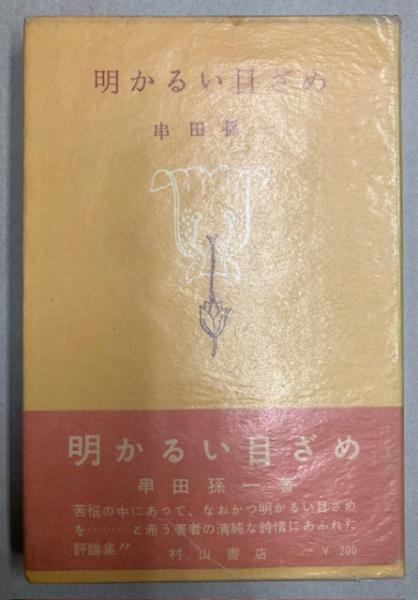 明かるい目ざめ
串田孫一
明かるい目ざめ
串田孫一著
苦悩の中にあって、なおかつ明かるい目ざめ
を………と希う著者の清純な詩情にあふれた
評論集!!
村山書店 ¥ 200